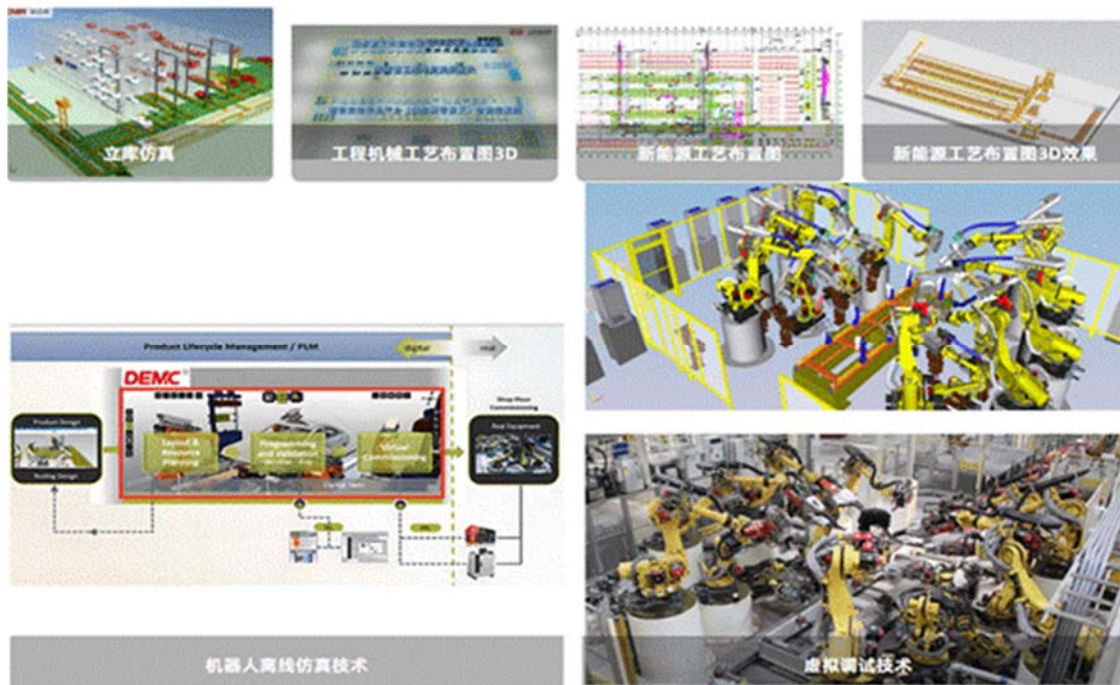 立库仿真
工程机械工艺布置图3D
新能源工艺布置图
新能源工艺布置图3D效果
Product Lifecycle Management / PLM
digital
real
DEMC
Shop Floor
Commissioning
Product Design
Layout &
Resource
Planning
Programming
and Validation
Virtual
Commissioning
Real Equipment
Tooling Design
机器人离线仿真技术
虚拟调试技术